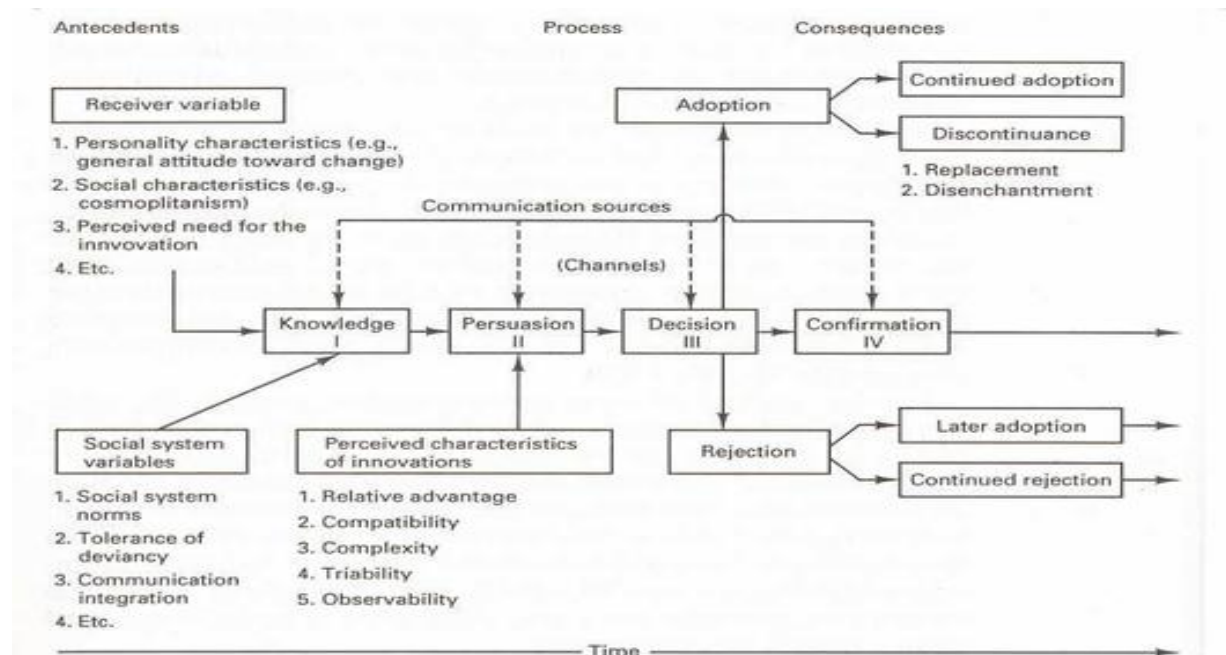 Antecedents
Process
Consequences
Receiver variable
1. Personality characteristics (e.g.,
general attitude toward change)
2. Social characteristics (e.g.,
cosmoplitanism)
3. Perceived need for the
innvovation
4. Etc.
Adoption
Continued adoption
Discontinuance
1. Replacement
2. Disenchantment
Communication sources
(Channels)
Knowledge
I
Persuasion
II
Decision
III
Confirmation
IV
Social system
variables
1. Social system
norms
2. Tolerance of
deviancy
3. Communication
integration
4. Etc.
Perceived characteristics
of innovations
1. Relative advantage
2. Compatibility
3. Complexity
4. Triability
5. Observability
Rejection
Later adoption
Continued rejection
Time